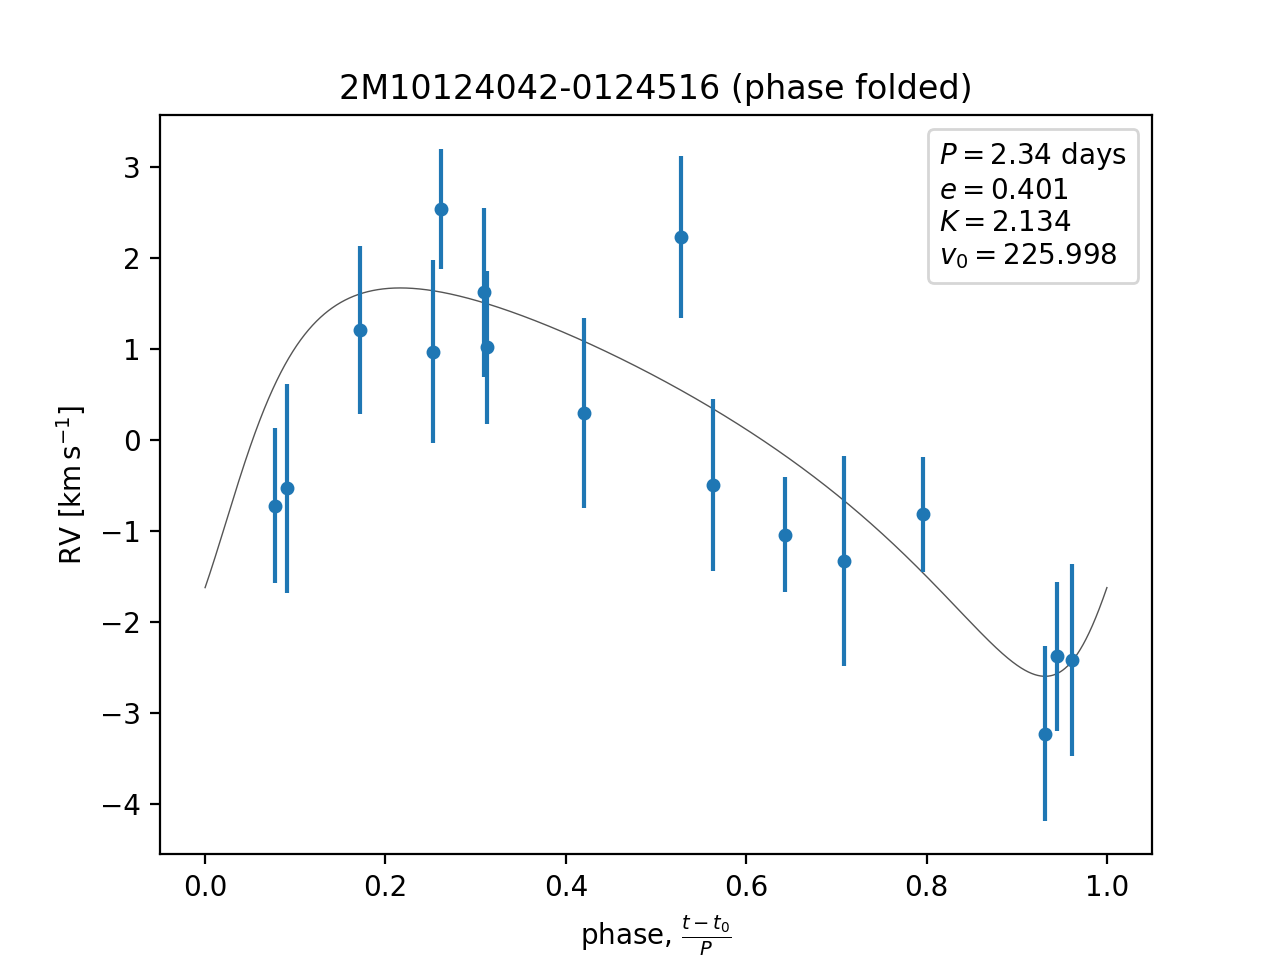 2M10124042-0124516 (phase folded)
P = 2.34 days
e = 0.401
K = 2.134
v₀ = 225.998
3
2
1
0
−1
−2
−3
−4
RV [km s⁻¹]
0.0 0.2 0.4 0.6 0.8 1.0
phase, (t − t₀)/P